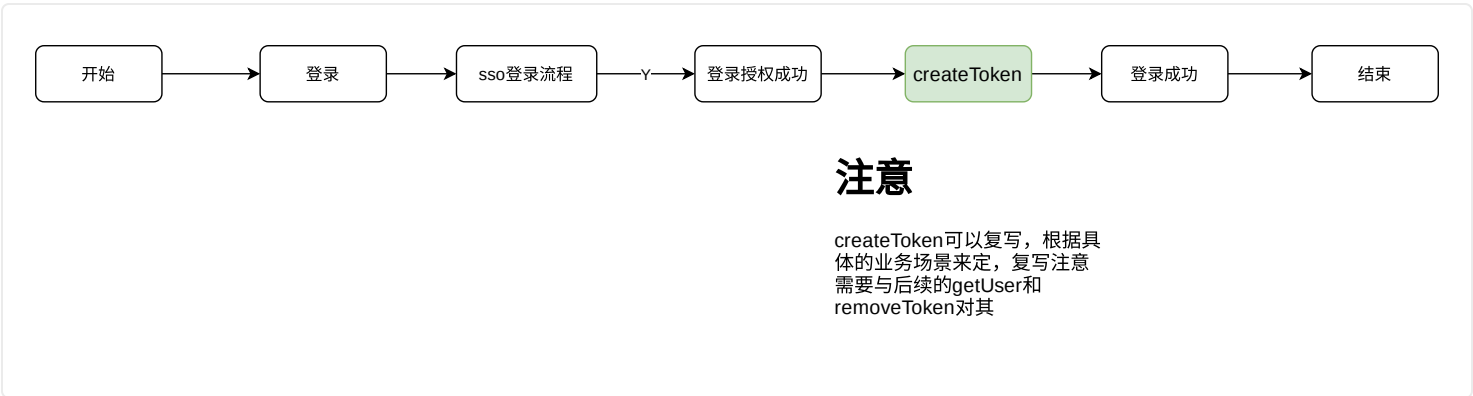 开始
登录
sso登录流程
Y
登录授权成功
createToken
登录成功
结束
注意
createToken可以复写，根据具
体的业务场景来定，复写注意
需要与后续的getUser和
removeToken对其